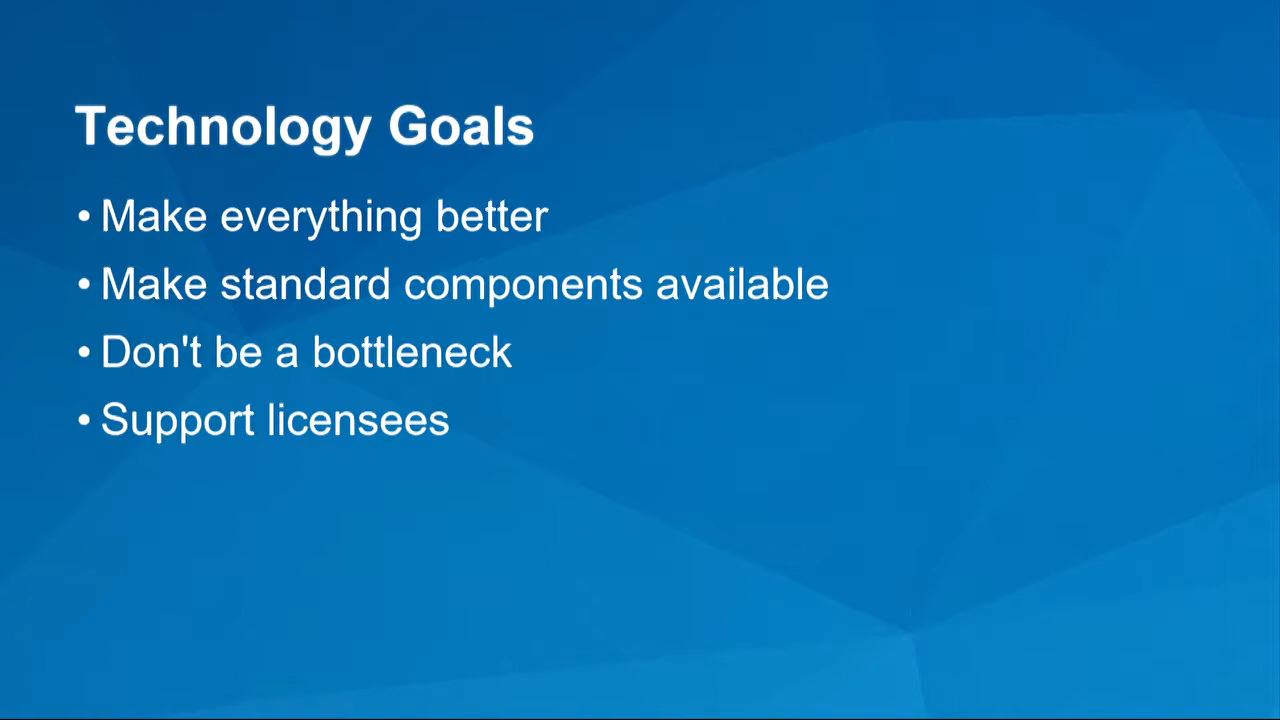 Technology Goals
• Make everything better
• Make standard components available
• Don't be a bottleneck
• Support licensees